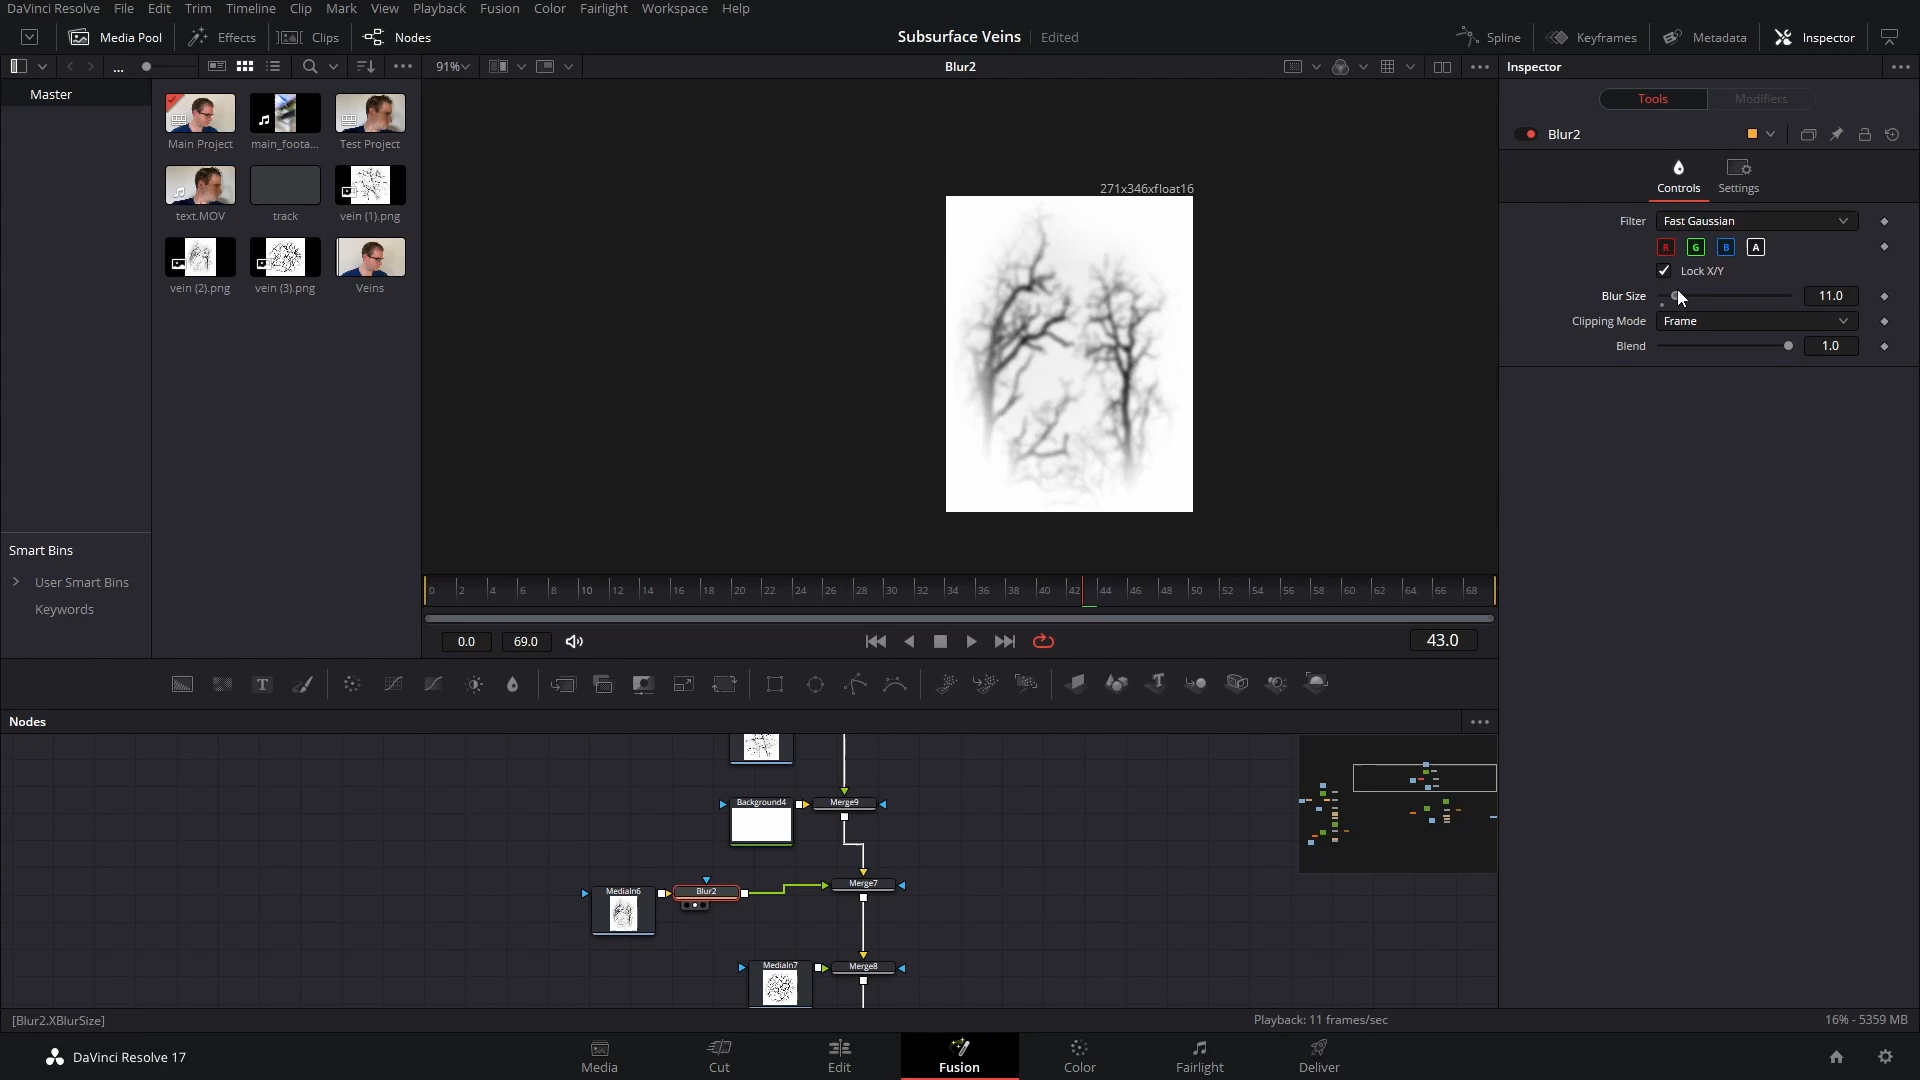 DaVinci Resolve File Edit Trim Timeline Clip Mark View Playback Fusion Color Fairlight Workspace Help
Media Pool Effects Clips Nodes Subsurface Veins Edited Spline Keyframes Metadata Inspector
... 91% Blur2 Inspector
Master
Main Project main_foota... Test Project
text.MOV track vein (1).png
vein (2).png vein (3).png Veins
Smart Bins
User Smart Bins
Keywords
271x346xfloat16
Tools Modifiers
Blur2
Controls Settings
Filter Fast Gaussian
R G B A
Lock X/Y
Blur Size 11.0
Clipping Mode Frame
Blend 1.0
0 2 4 6 8 10 12 14 16 18 20 22 24 26 28 30 32 34 36 38 40 42 44 46 48 50 52 54 56 58 60 62 64 66 68
0.0 69.0 43.0
T
Nodes
Background4 Merge9
MediaIn6 Blur2 Merge7
MediaIn7 Merge8
[Blur2.XBlurSize] Playback: 11 frames/sec 16% - 5359 MB
DaVinci Resolve 17 Media Cut Edit Fusion Color Fairlight Deliver